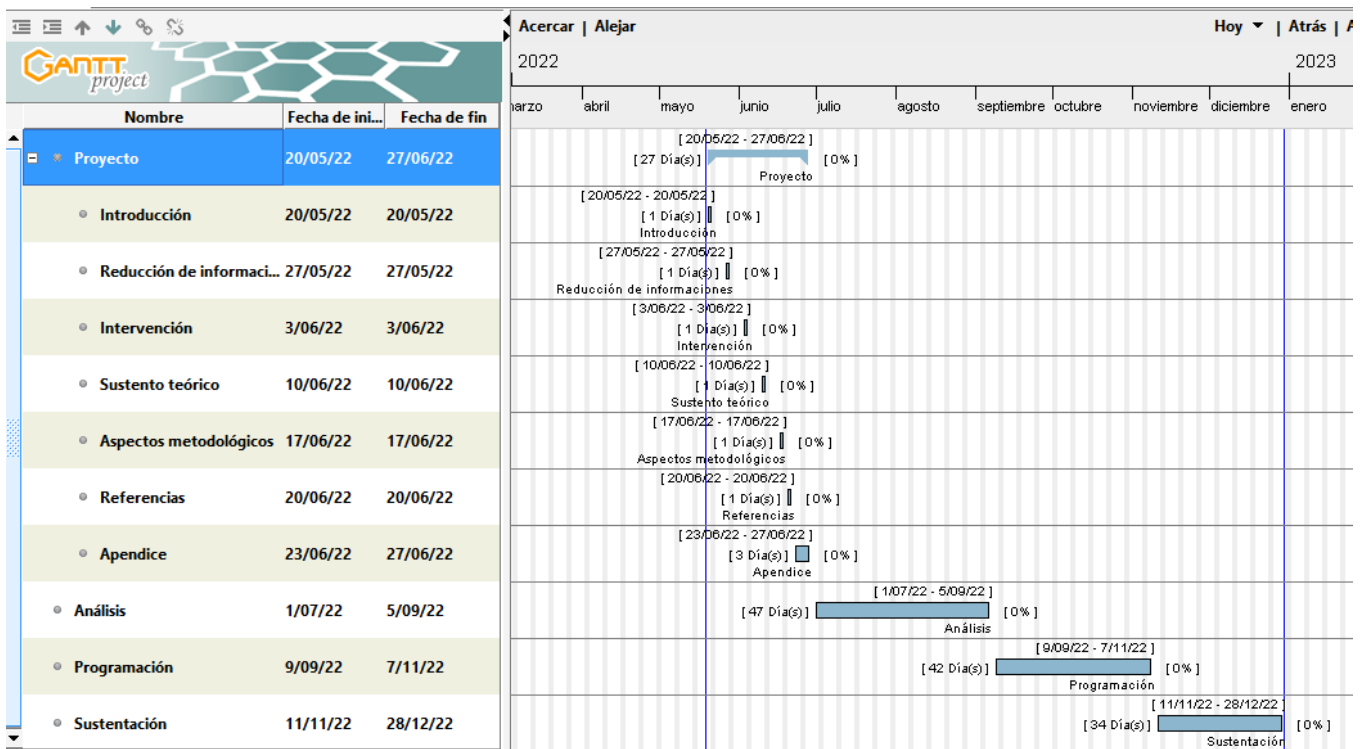 Acercar | Alejar
Hoy | Atrás | A
GANTT
project
2022
2023
marzo abril mayo junio julio agosto septiembre octubre noviembre diciembre enero
Nombre Fecha de ini... Fecha de fin
Proyecto 20/05/22 27/06/22
[ 20/05/22 - 27/06/22 ]
[ 27 Día(s) ] [ 0% ]
Proyecto
Introducción 20/05/22 20/05/22
[ 20/05/22 - 20/05/22 ]
[ 1 Día(s) ] [ 0% ]
Introducción
Reducción de informaci... 27/05/22 27/05/22
[ 27/05/22 - 27/05/22 ]
[ 1 Día(s) ] [ 0% ]
Reducción de informaciones
Intervención 3/06/22 3/06/22
[ 3/06/22 - 3/06/22 ]
[ 1 Día(s) ] [ 0% ]
Intervención
Sustento teórico 10/06/22 10/06/22
[ 10/06/22 - 10/06/22 ]
[ 1 Día(s) ] [ 0% ]
Sustento teórico
Aspectos metodológicos 17/06/22 17/06/22
[ 17/06/22 - 17/06/22 ]
[ 1 Día(s) ] [ 0% ]
Aspectos metodológicos
Referencias 20/06/22 20/06/22
[ 20/06/22 - 20/06/22 ]
[ 1 Día(s) ] [ 0% ]
Referencias
Apendice 23/06/22 27/06/22
[ 23/06/22 - 27/06/22 ]
[ 3 Día(s) ] [ 0% ]
Apendice
Análisis 1/07/22 5/09/22
[ 1/07/22 - 5/09/22 ]
[ 47 Día(s) ] [ 0% ]
Análisis
Programación 9/09/22 7/11/22
[ 9/09/22 - 7/11/22 ]
[ 42 Día(s) ] [ 0% ]
Programación
Sustentación 11/11/22 28/12/22
[ 11/11/22 - 28/12/22 ]
[ 34 Día(s) ] [ 0% ]
Sustentación